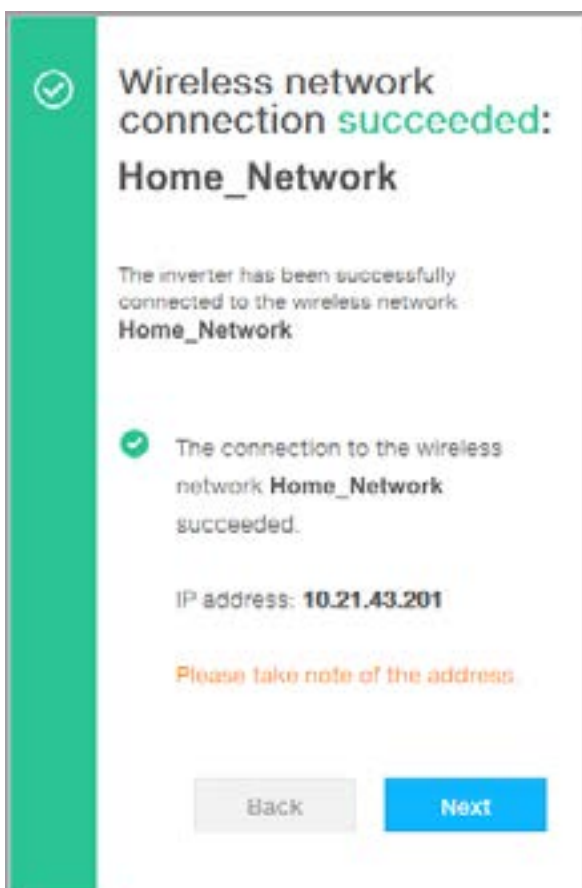 Wireless network
connection succeeded:
Home_Network
The inverter has been successfully
connected to the wireless network
Home_Network
The connection to the wireless
network Home_Network
succeeded.
IP address: 10.21.43.201
Please take note of the address.
Back
Next